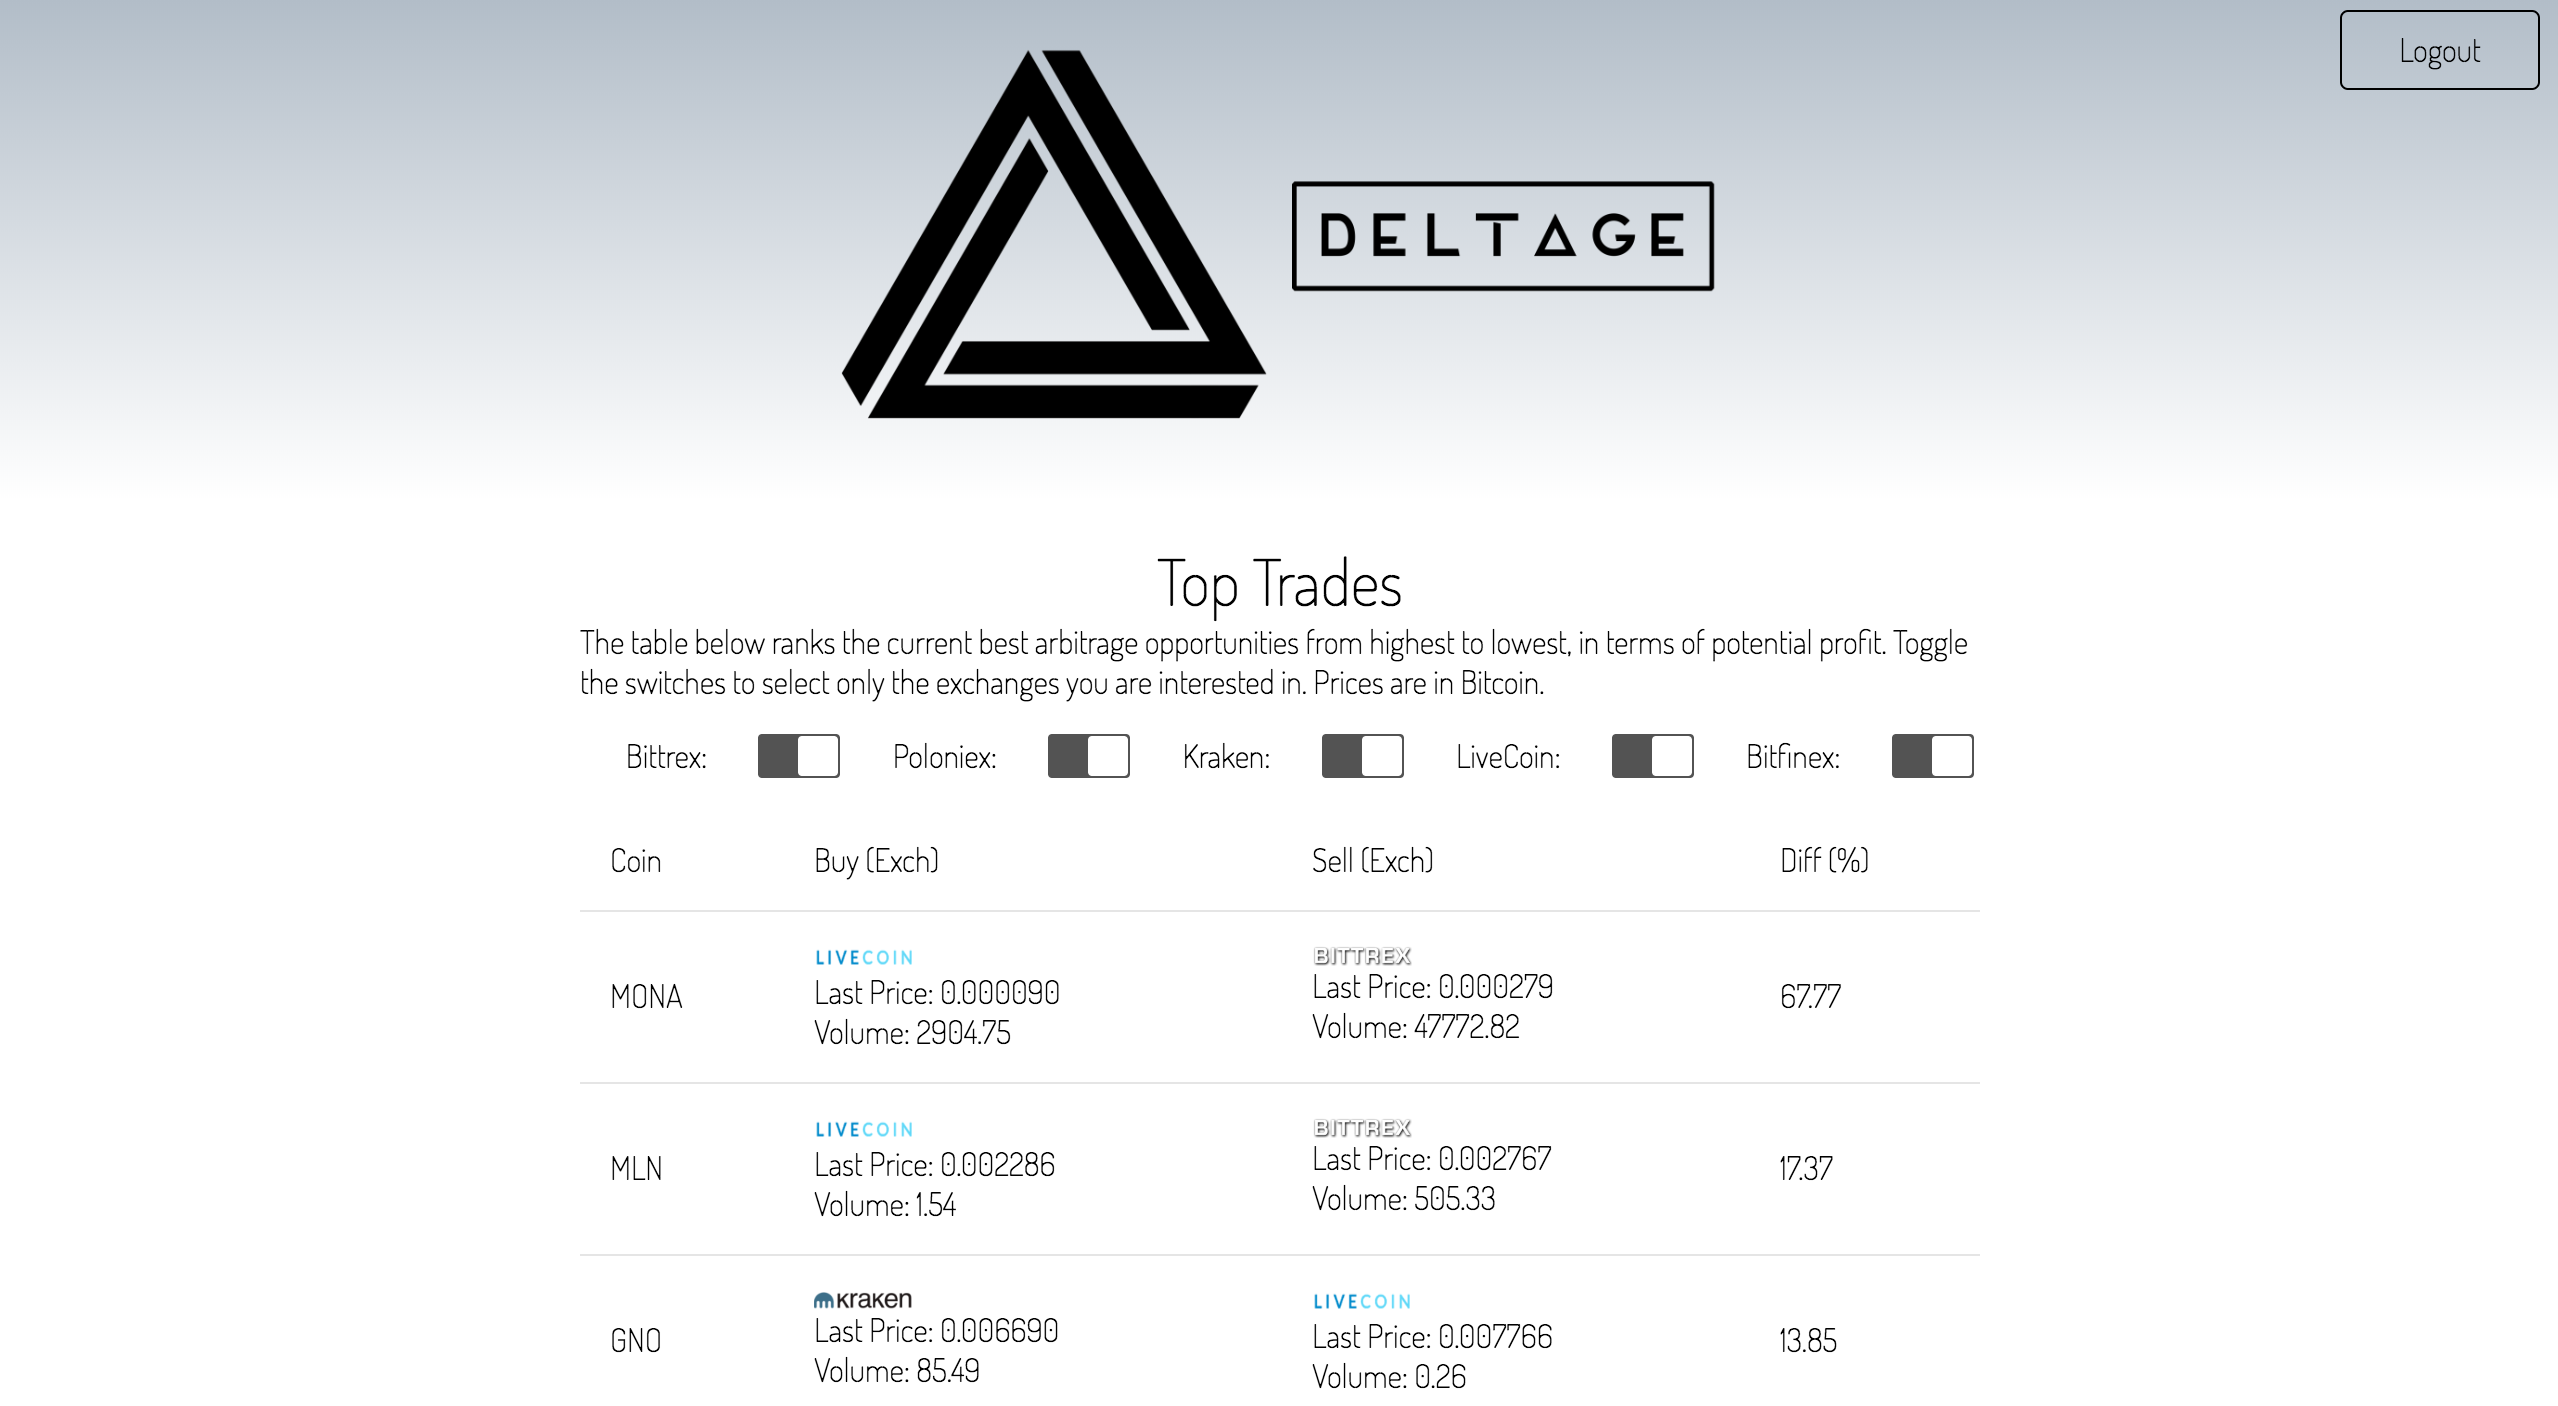 Logout
DELTAGE
Top Trades
The table below ranks the current best arbitrage opportunities from highest to lowest, in terms of potential profit. Toggle
the switches to select only the exchanges you are interested in. Prices are in Bitcoin.
Bittrex: Poloniex: Kraken: LiveCoin: Bitfinex:
Coin Buy (Exch) Sell (Exch) Diff (%)
LIVECOIN BITTREX
Last Price: 0.000090 Last Price: 0.000279
MONA 67.77
Volume: 2904.75 Volume: 47772.82
LIVECOIN BITTREX
Last Price: 0.002286 Last Price: 0.002767
MLN 17.37
Volume: 1.54 Volume: 505.33
kraken LIVECOIN
Last Price: 0.006690 Last Price: 0.007766
GNO 13.85
Volume: 85.49 Volume: 0.26